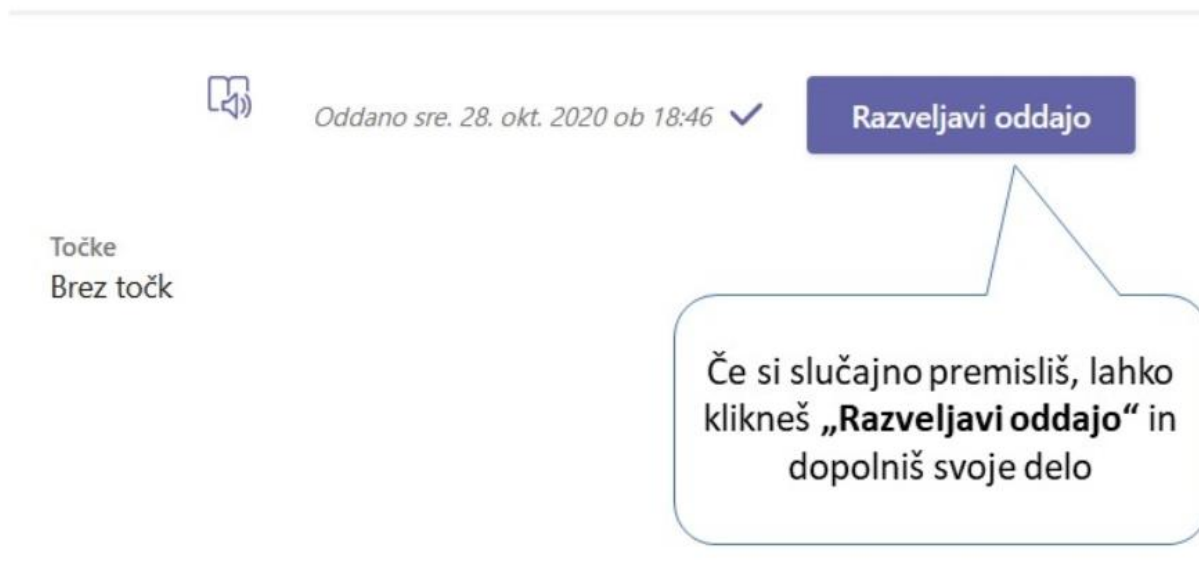 Oddano sre. 28. okt. 2020 ob 18:46
Razveljavi oddajo
Točke
Brez točk
Če si slučajno premisliš, lahko
klikneš „Razveljavi oddajo“ in
dopolniš svoje delo